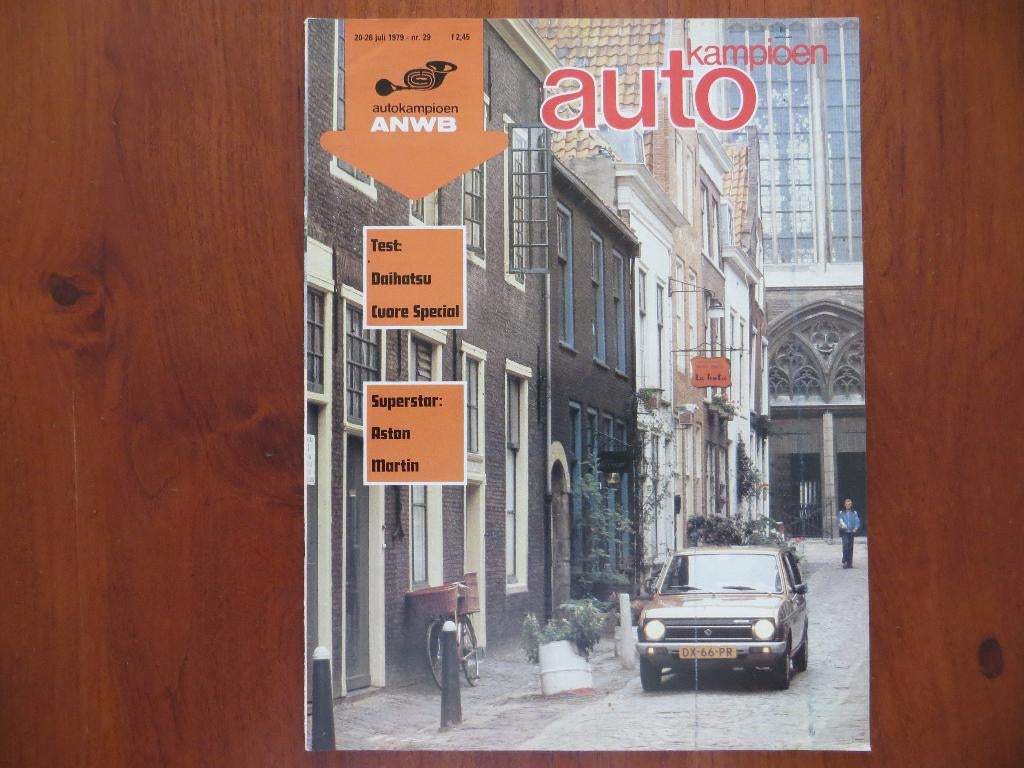 20-26 juli 1979 - nr. 29 f 2,45
autokampioen
ANWB
kampioen
auto
Test:
Daihatsu
Cuore Special
Superstar:
Aston
Martin
DX-66-PR